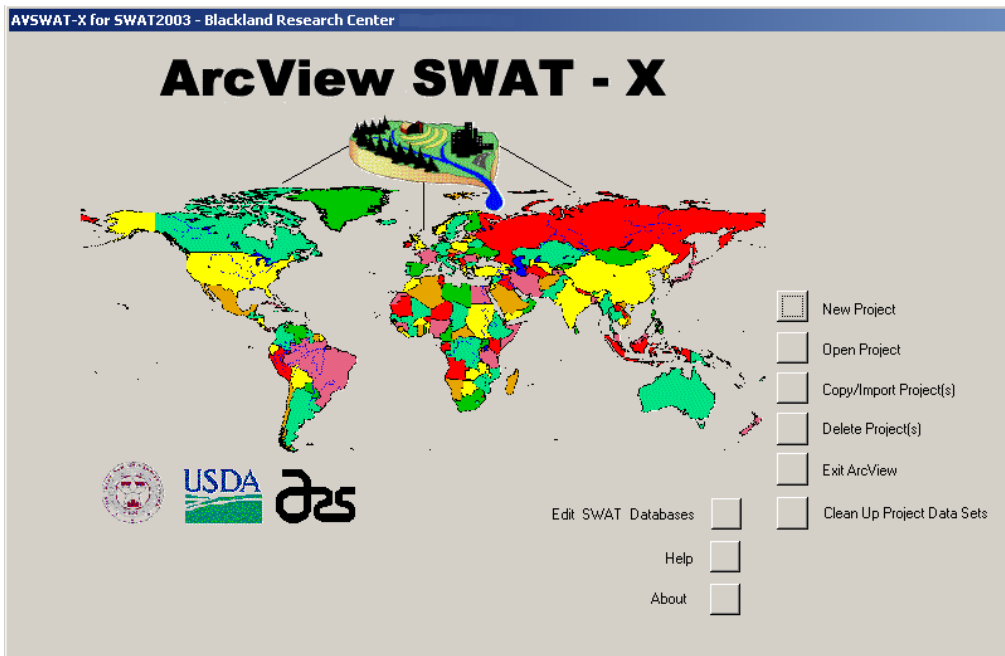 AVSWAT-X for SWAT2003 - Blackland Research Center
ArcView SWAT - X
New Project
Open Project
Copy/Import Project(s)
Delete Project(s)
Exit ArcView
Clean Up Project Data Sets
USDA
ars
Edit SWAT Databases
Help
About